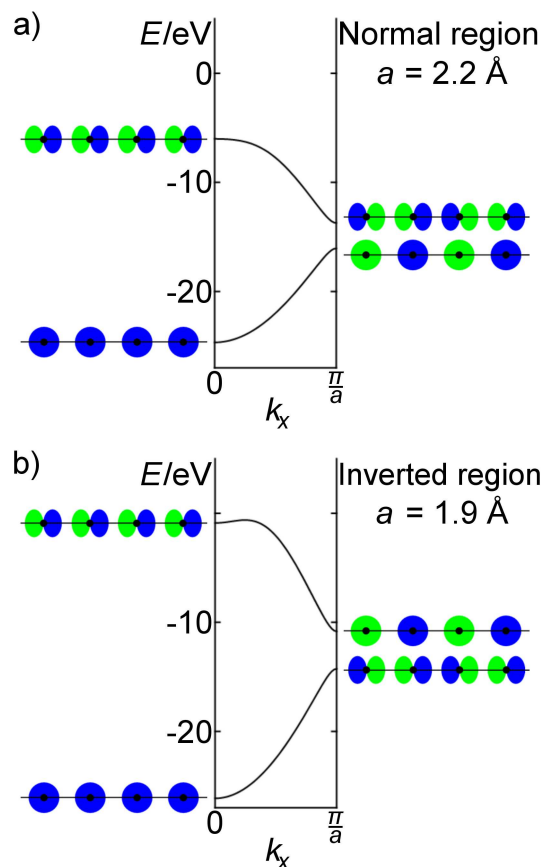 a)
E/eV
Normal region
a = 2.2 Å
0
-10
-20
0
π/a
kx
b)
E/eV
Inverted region
a = 1.9 Å
-10
-20
0
π/a
kx